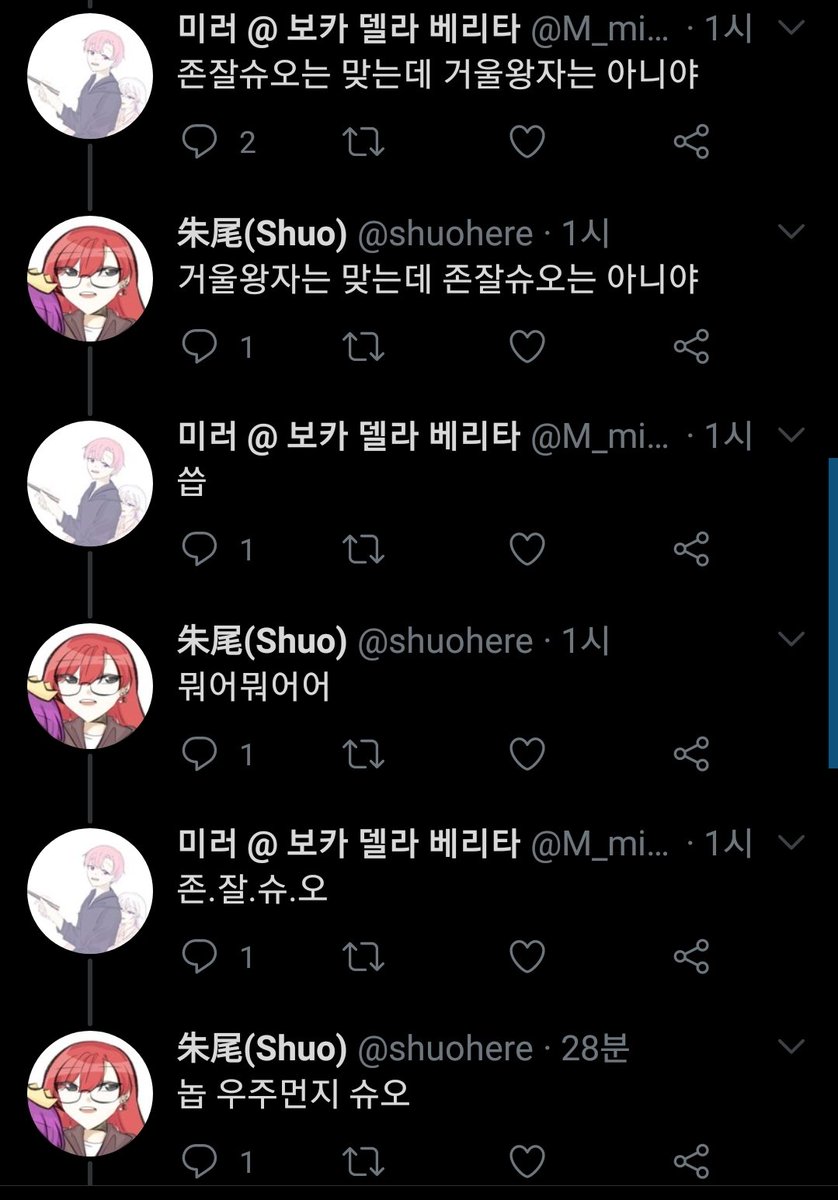 미러 @ 보카 델라 베리타 @M_mi... · 1시
존잘슈오는 맞는데 거울왕자는 아니야
2
朱尾(Shuo) @shuohere · 1시
거울왕자는 맞는데 존잘슈오는 아니야
1
미러 @ 보카 델라 베리타 @M_mi... · 1시
씁
1
朱尾(Shuo) @shuohere · 1시
뭐어뭐어어
1
미러 @ 보카 델라 베리타 @M_mi... · 1시
존.잘.슈.오
1
朱尾(Shuo) @shuohere · 28분
놉 우주먼지 슈오
1